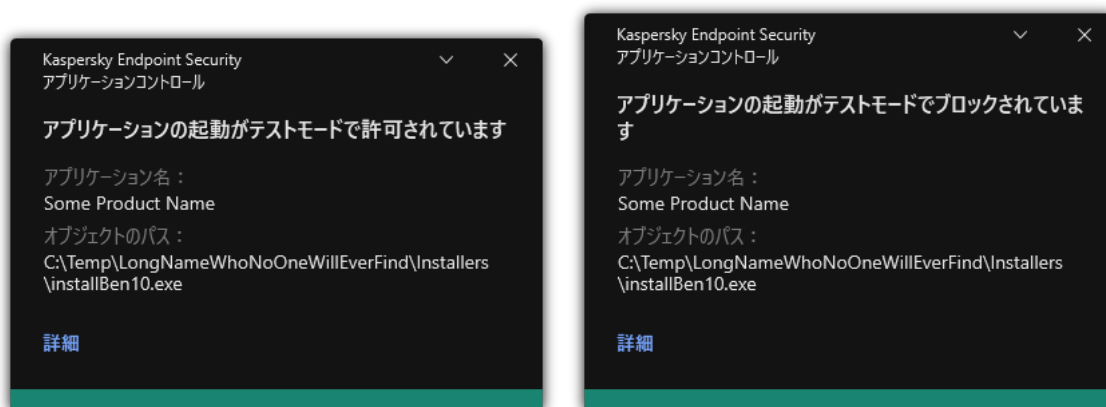 Kaspersky Endpoint Security
アプリケーションコントロール
アプリケーションの起動がテストモードで許可されています
アプリケーション名：
Some Product Name
オブジェクトのパス：
C:\Temp\LongNameWhoNoOneWillEverFind\Installers
\installBen10.exe
詳細
Kaspersky Endpoint Security
アプリケーションコントロール
アプリケーションの起動がテストモードでブロックされていま
す
アプリケーション名：
Some Product Name
オブジェクトのパス：
C:\Temp\LongNameWhoNoOneWillEverFind\Installers
\installBen10.exe
詳細